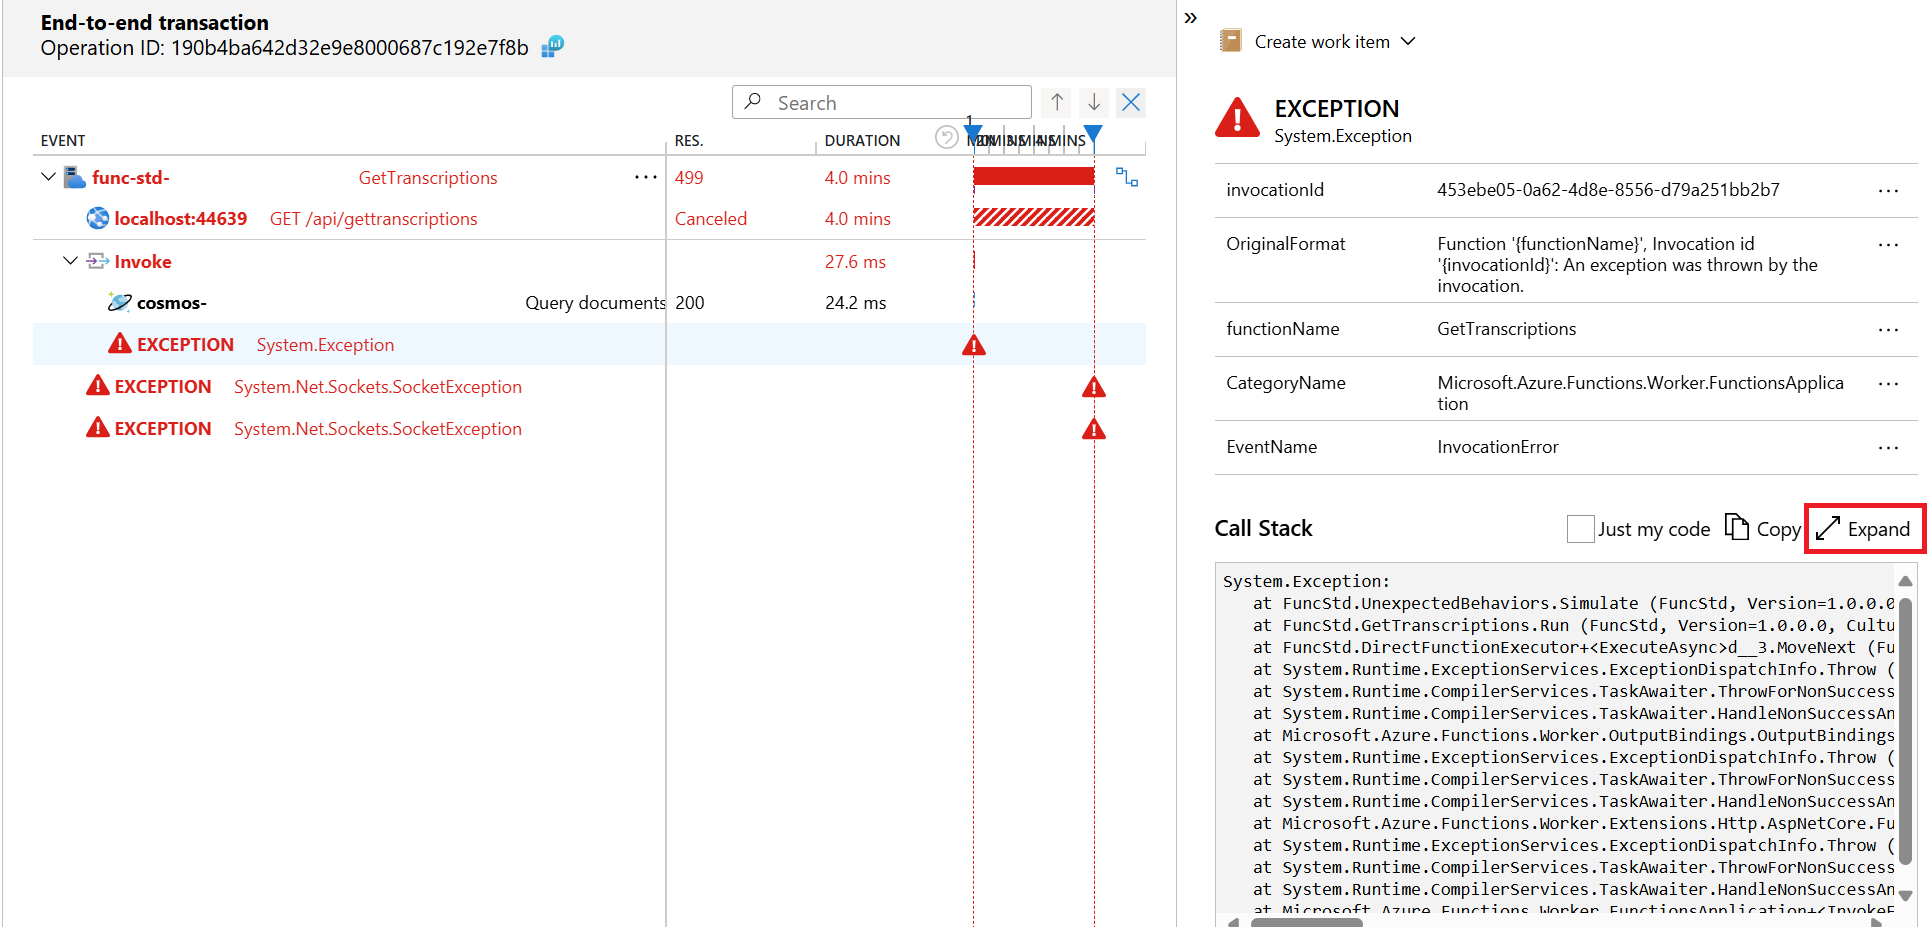 End-to-end transaction
Operation ID: 190b4ba642d32e9e8000687c192e7f8b
Search
EVENT RES. DURATION
1
func-std- GetTranscriptions 499 4.0 mins
localhost:44639 GET /api/gettranscriptions Canceled 4.0 mins
Invoke 27.6 ms
cosmos- Query documents 200 24.2 ms
EXCEPTION System.Exception
EXCEPTION System.Net.Sockets.SocketException
EXCEPTION System.Net.Sockets.SocketException
Create work item
EXCEPTION
System.Exception
invocationId 453ebe05-0a62-4d8e-8556-d79a251bb2b7
OriginalFormat Function '{functionName}', Invocation id
'{invocationId}': An exception was thrown by the
invocation.
functionName GetTranscriptions
CategoryName Microsoft.Azure.Functions.Worker.FunctionsApplica
tion
EventName InvocationError
Call Stack Just my code Copy Expand
System.Exception:
at FuncStd.UnexpectedBehaviors.Simulate (FuncStd, Version=1.0.0.0
at FuncStd.GetTranscriptions.Run (FuncStd, Version=1.0.0.0, Cultu
at FuncStd.DirectFunctionExecutor+<ExecuteAsync>d__3.MoveNext (Fu
at System.Runtime.ExceptionServices.ExceptionDispatchInfo.Throw (
at System.Runtime.CompilerServices.TaskAwaiter.ThrowForNonSuccess
at System.Runtime.CompilerServices.TaskAwaiter.HandleNonSuccessAn
at Microsoft.Azure.Functions.Worker.OutputBindings.OutputBindings
at System.Runtime.ExceptionServices.ExceptionDispatchInfo.Throw (
at System.Runtime.CompilerServices.TaskAwaiter.ThrowForNonSuccess
at System.Runtime.CompilerServices.TaskAwaiter.HandleNonSuccessAn
at Microsoft.Azure.Functions.Worker.Extensions.Http.AspNetCore.Fu
at System.Runtime.ExceptionServices.ExceptionDispatchInfo.Throw (
at System.Runtime.CompilerServices.TaskAwaiter.ThrowForNonSuccess
at System.Runtime.CompilerServices.TaskAwaiter.HandleNonSuccessAn
at Microsoft.Azure.Functions.Worker.FunctionsApplication+<InvokeF